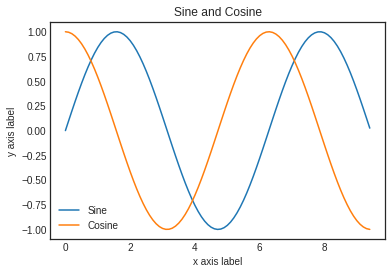 Sine and Cosine
1.00
0.75
0.50
0.25
0.00
−0.25
−0.50
−0.75
−1.00
y axis label
Sine
Cosine
0 2 4 6 8
x axis label